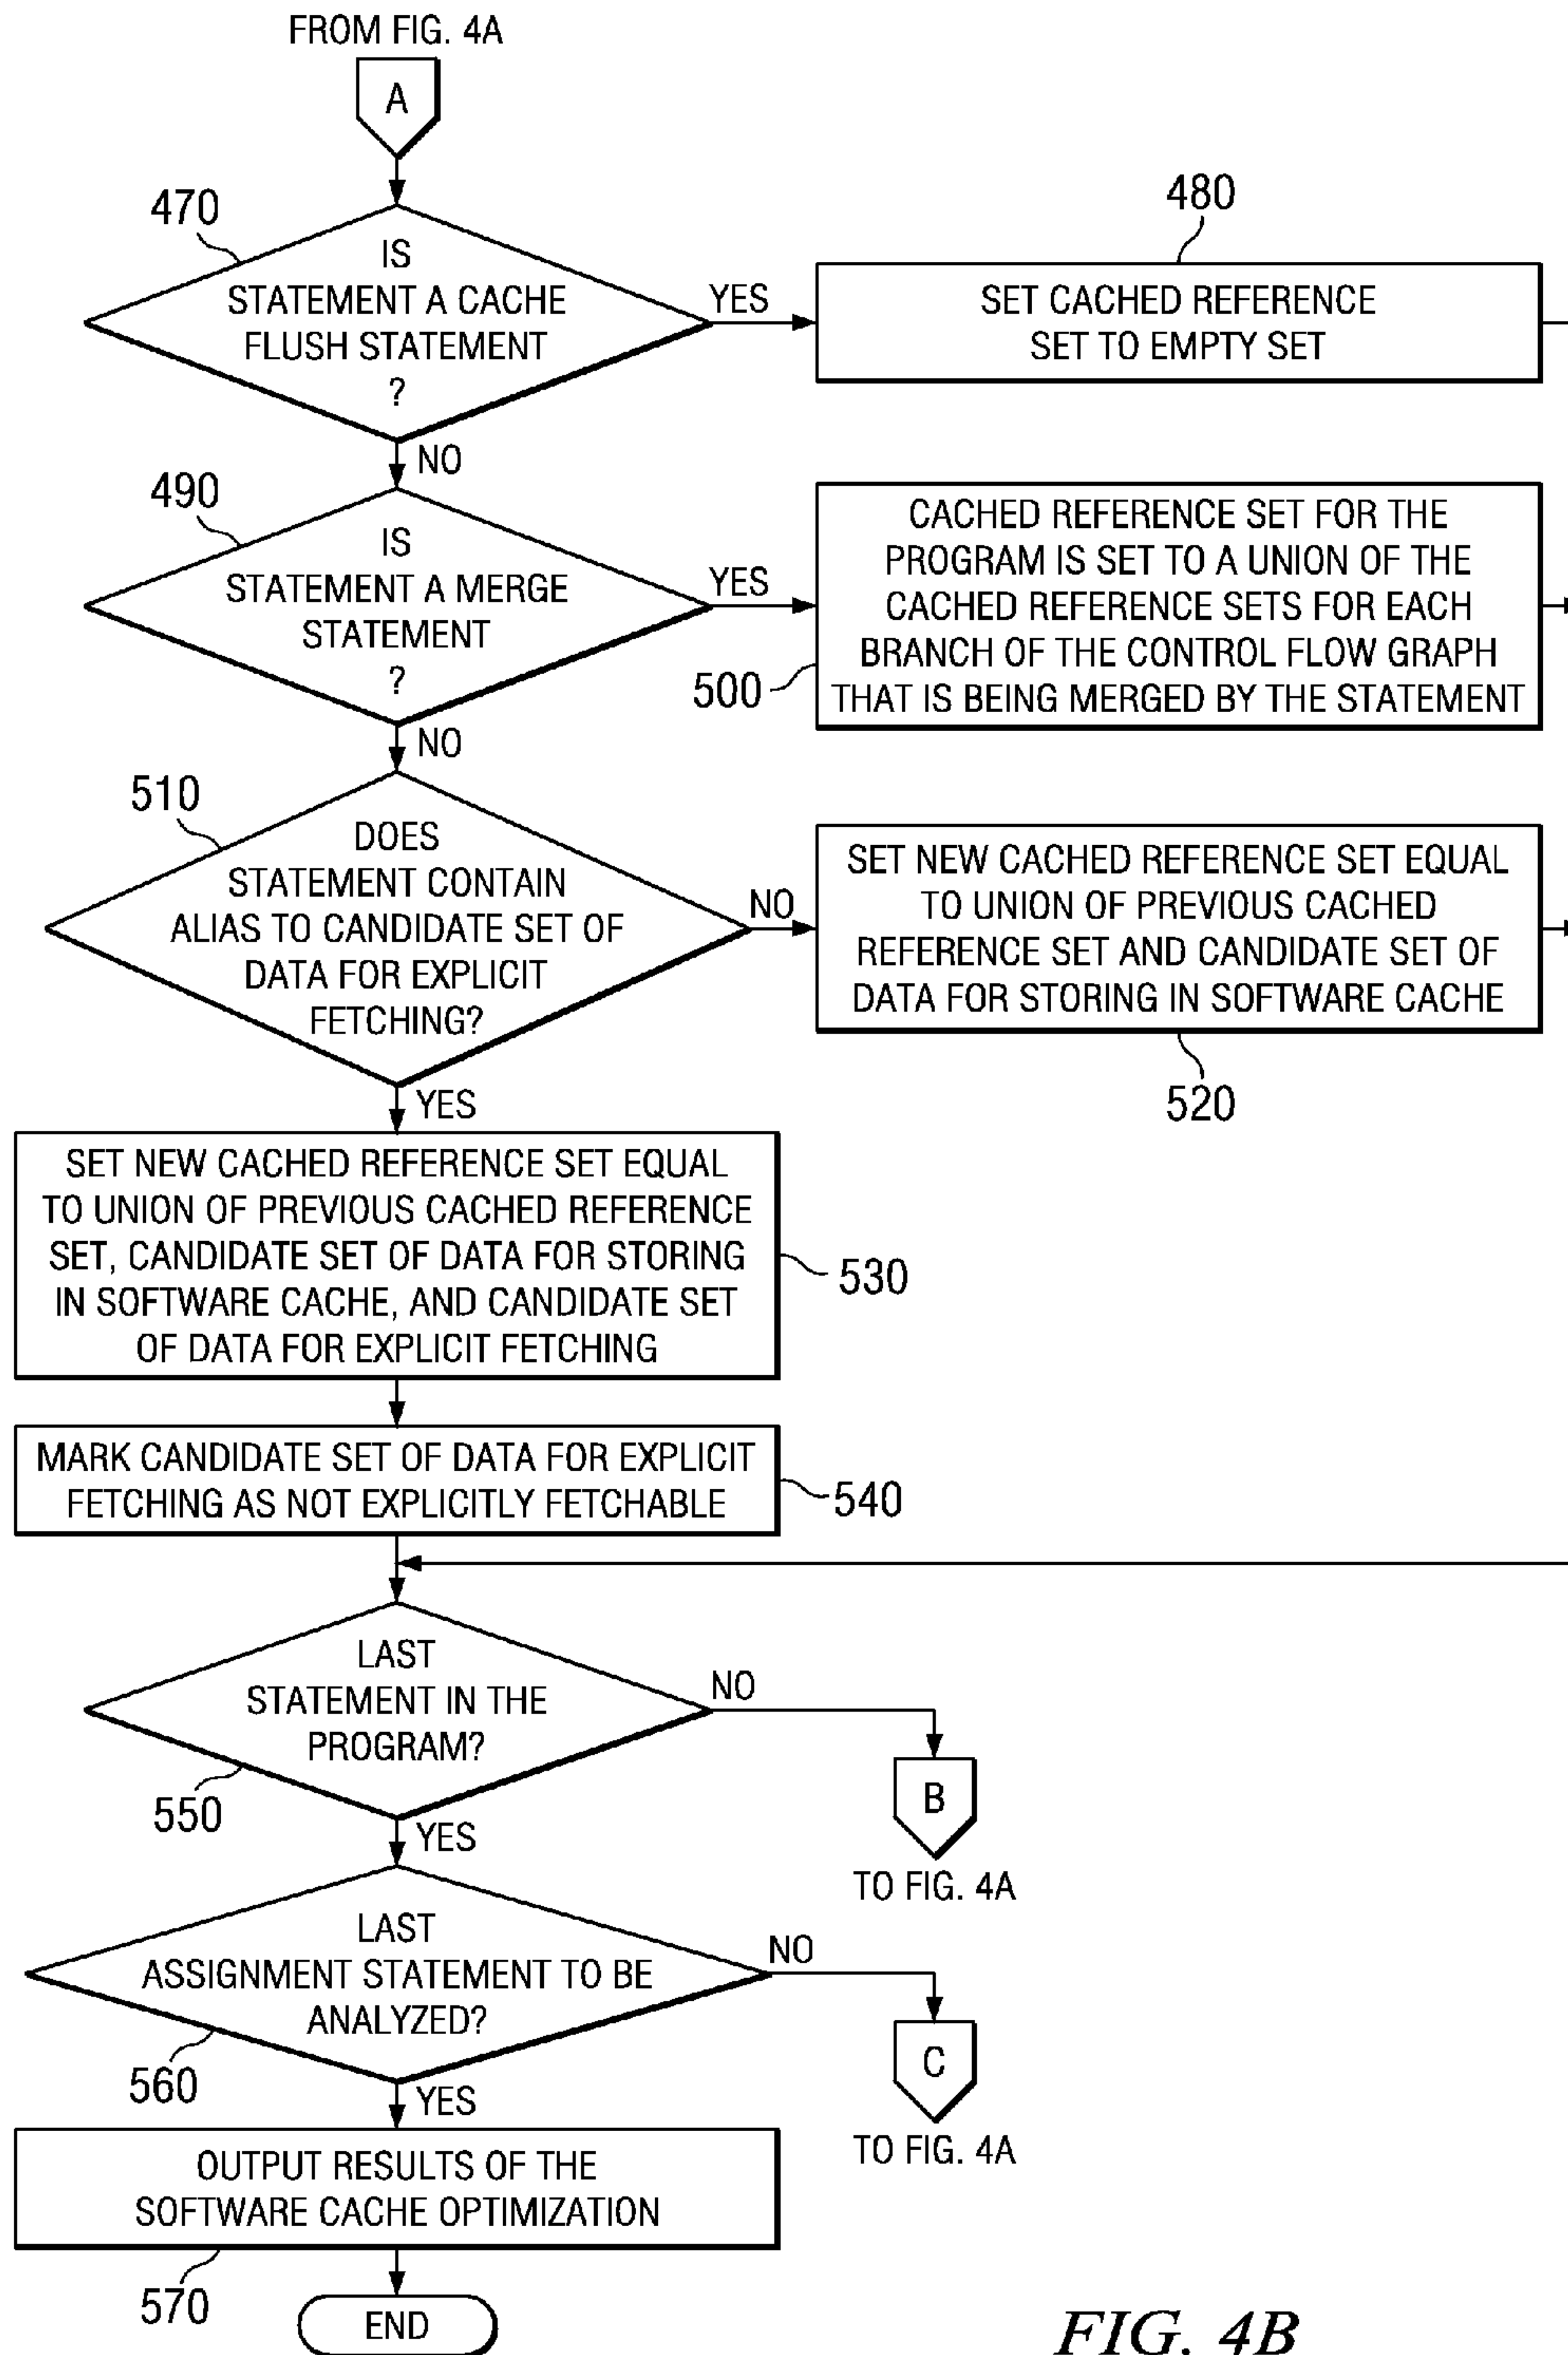 FROM FIG. 4A
A
470
IS
STATEMENT A CACHE
FLUSH STATEMENT
?
YES
480
SET CACHED REFERENCE
SET TO EMPTY SET
NO
490
IS
STATEMENT A MERGE
STATEMENT
?
YES
CACHED REFERENCE SET FOR THE
PROGRAM IS SET TO A UNION OF THE
CACHED REFERENCE SETS FOR EACH
BRANCH OF THE CONTROL FLOW GRAPH
THAT IS BEING MERGED BY THE STATEMENT
500
NO
510
DOES
STATEMENT CONTAIN
ALIAS TO CANDIDATE SET OF
DATA FOR EXPLICIT
FETCHING?
NO
SET NEW CACHED REFERENCE SET EQUAL
TO UNION OF PREVIOUS CACHED
REFERENCE SET AND CANDIDATE SET OF
DATA FOR STORING IN SOFTWARE CACHE
520
YES
SET NEW CACHED REFERENCE SET EQUAL
TO UNION OF PREVIOUS CACHED REFERENCE
SET, CANDIDATE SET OF DATA FOR STORING
IN SOFTWARE CACHE, AND CANDIDATE SET
OF DATA FOR EXPLICIT FETCHING
530
MARK CANDIDATE SET OF DATA FOR EXPLICIT
FETCHING AS NOT EXPLICITLY FETCHABLE
540
LAST
STATEMENT IN THE
PROGRAM?
550
NO
B
TO FIG. 4A
YES
LAST
ASSIGNMENT STATEMENT TO BE
ANALYZED?
560
NO
C
TO FIG. 4A
YES
OUTPUT RESULTS OF THE
SOFTWARE CACHE OPTIMIZATION
570
END
FIG. 4B